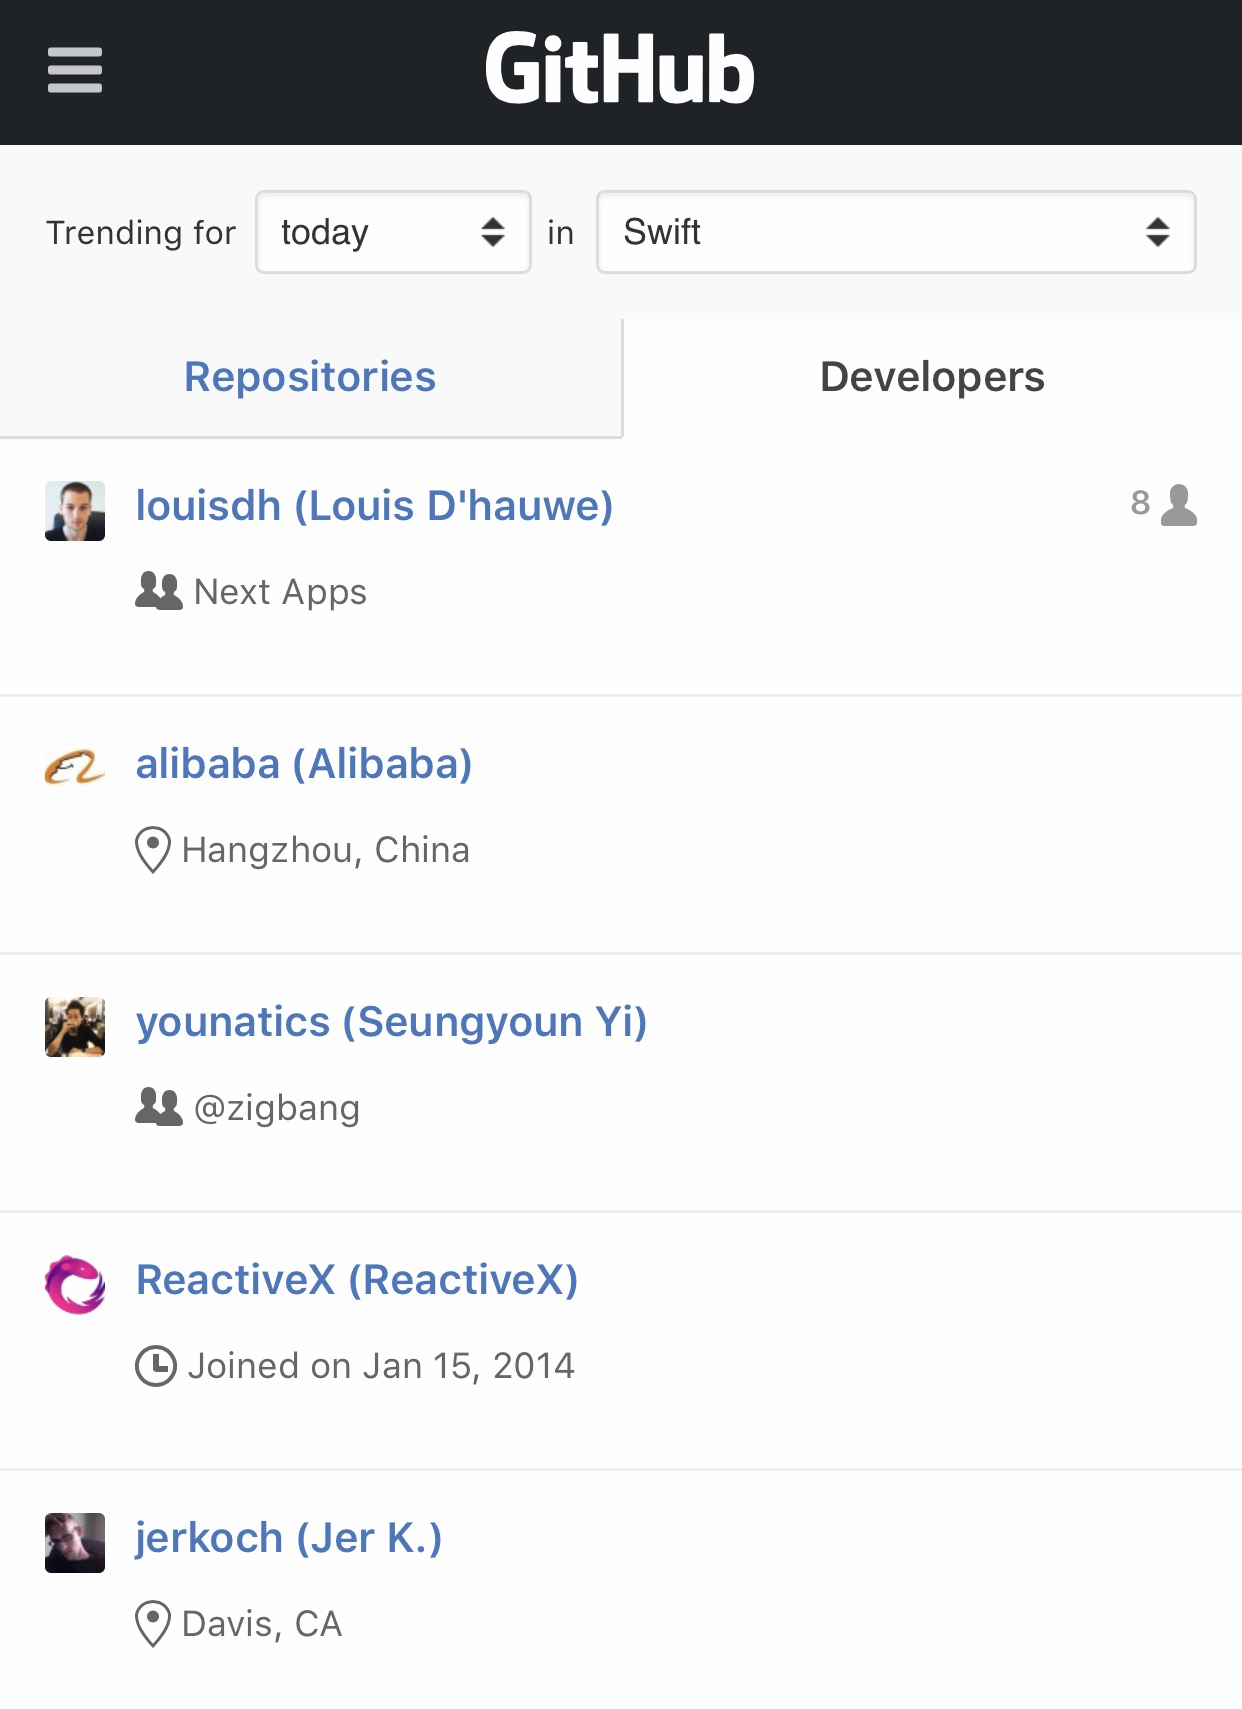 GitHub
Trending for today in Swift
Repositories Developers
louisdh (Louis D'hauwe) 8
Next Apps
alibaba (Alibaba)
Hangzhou, China
younatics (Seungyoun Yi)
@zigbang
ReactiveX (ReactiveX)
Joined on Jan 15, 2014
jerkoch (Jer K.)
Davis, CA